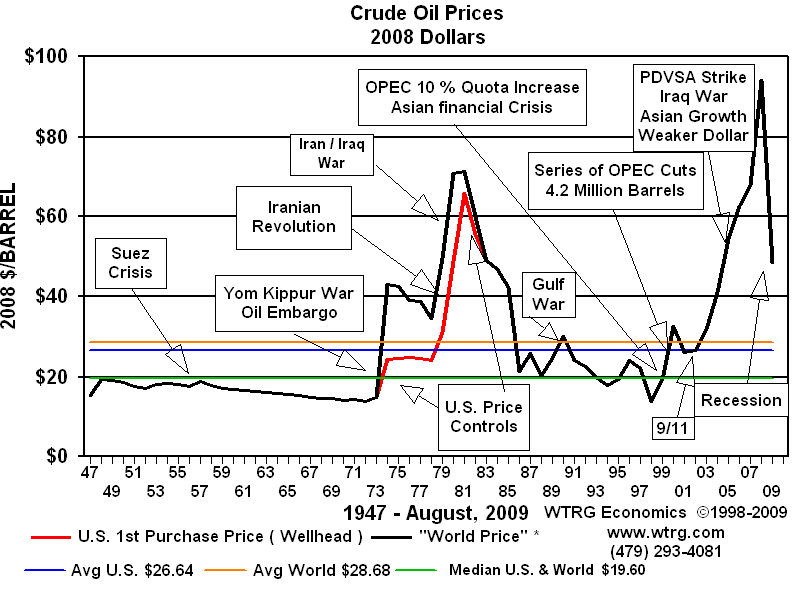 Crude Oil Prices
2008 Dollars
2008 $/BARREL
$100
$80
$60
$40
$20
$0
PDVSA Strike
Iraq War
Asian Growth
Weaker Dollar
OPEC 10 % Quota Increase
Asian financial Crisis
Iran / Iraq
War
Series of OPEC Cuts
4.2 Million Barrels
Iranian
Revolution
Suez
Crisis
Yom Kippur War
Oil Embargo
Gulf
War
U.S. Price
Controls
Recession
9/11
47 51 55 59 63 67 71 75 79 83 87 91 95 99 03 07
49 53 57 61 65 69 73 77 81 85 89 93 97 01 05 09
1947 - August, 2009
WTRG Economics ©1998-2009
www.wtrg.com
(479) 293-4081
U.S. 1st Purchase Price ( Wellhead )
"World Price" *
Avg U.S. $26.64
Avg World $28.68
Median U.S. & World $19.60